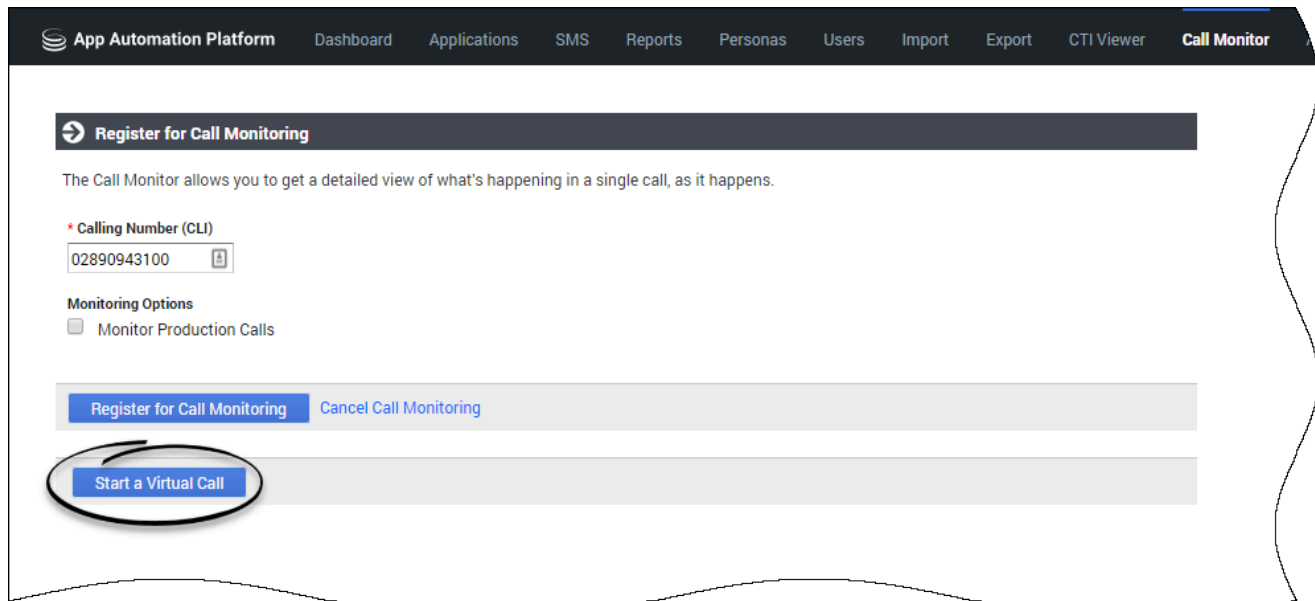 App Automation Platform Dashboard Applications SMS Reports Personas Users Import Export CTI Viewer Call Monitor
Register for Call Monitoring
The Call Monitor allows you to get a detailed view of what's happening in a single call, as it happens.
* Calling Number (CLI)
02890943100
Monitoring Options
Monitor Production Calls
Register for Call Monitoring Cancel Call Monitoring
Start a Virtual Call